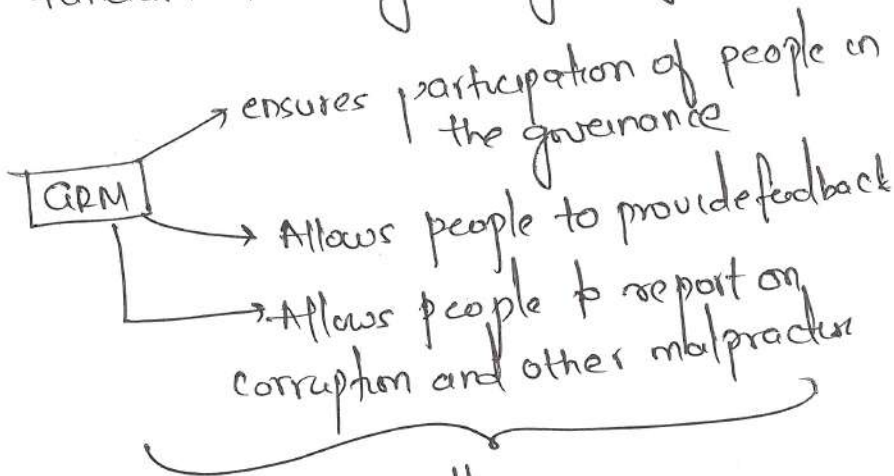 ensures participation of people in
the governance
GRM
Allows people to provide feedback
Allows people to report on
corruption and other malpractice